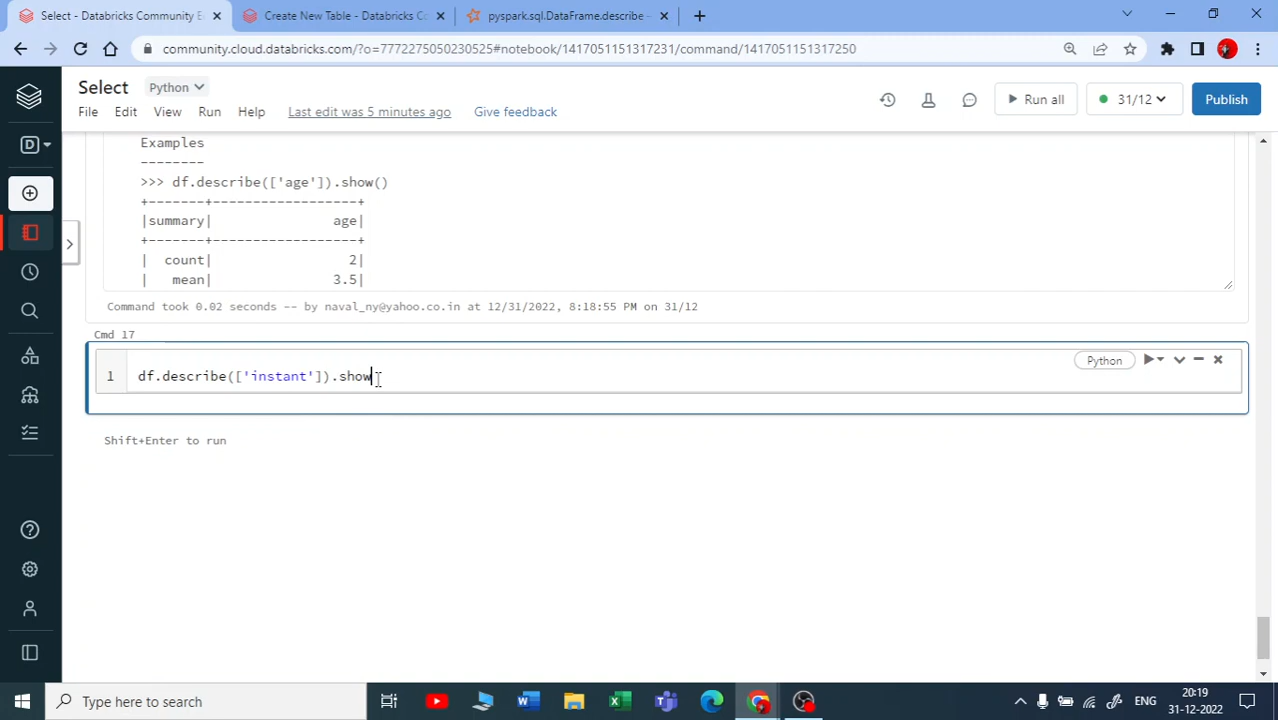 Select - Databricks Community E
Create New Table - Databricks C
pyspark.sql.DataFrame.describe -
community.cloud.databricks.com/?o=7772275050230525#notebook/1417051151317231/command/1417051151317250
Select Python
File Edit View Run Help Last edit was 5 minutes ago Give feedback
Run all
31/12
Publish
D
Examples
--------
>>> df.describe(['age']).show()
+-------+------------------+
|summary| age|
+-------+------------------+
| count| 2|
| mean| 3.5|
Command took 0.02 seconds -- by naval_ny@yahoo.co.in at 12/31/2022, 8:18:55 PM on 31/12
Cmd 17
Python
1 df.describe(['instant']).show
Shift+Enter to run
Type here to search
ENG
20:19
31-12-2022